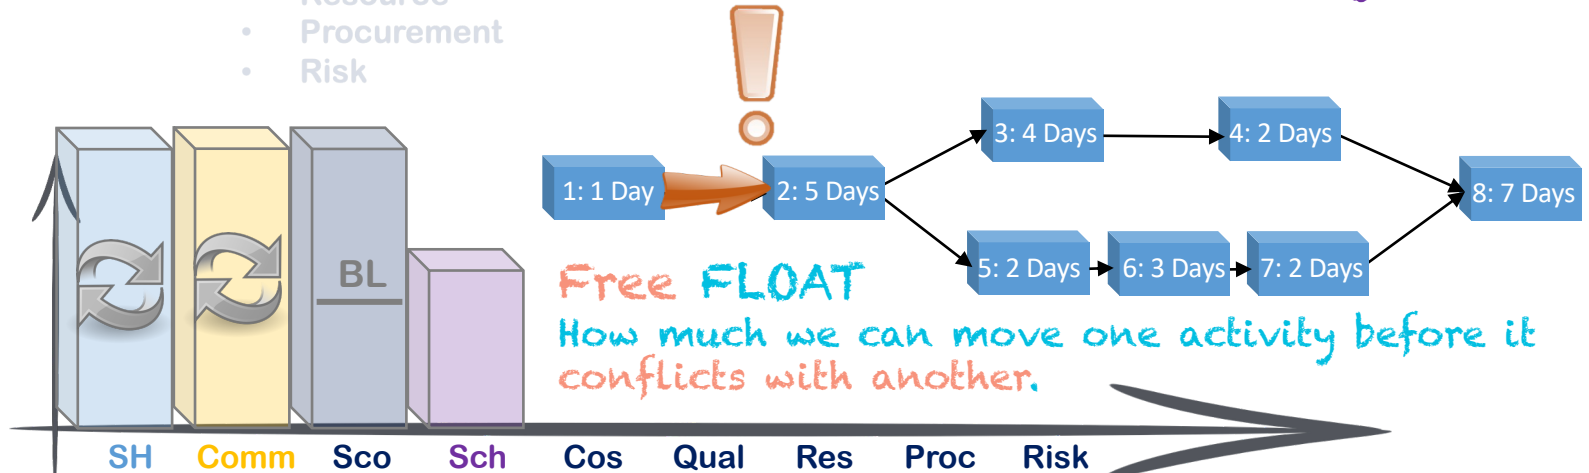 Resource
• Procurement
• Risk
3: 4 Days
4: 2 Days
1: 1 Day
2: 5 Days
8: 7 Days
5: 2 Days
6: 3 Days
7: 2 Days
BL
Free FLOAT
How much we can move one activity before it
conflicts with another.
SH Comm Sco Sch Cos Qual Res Proc Risk